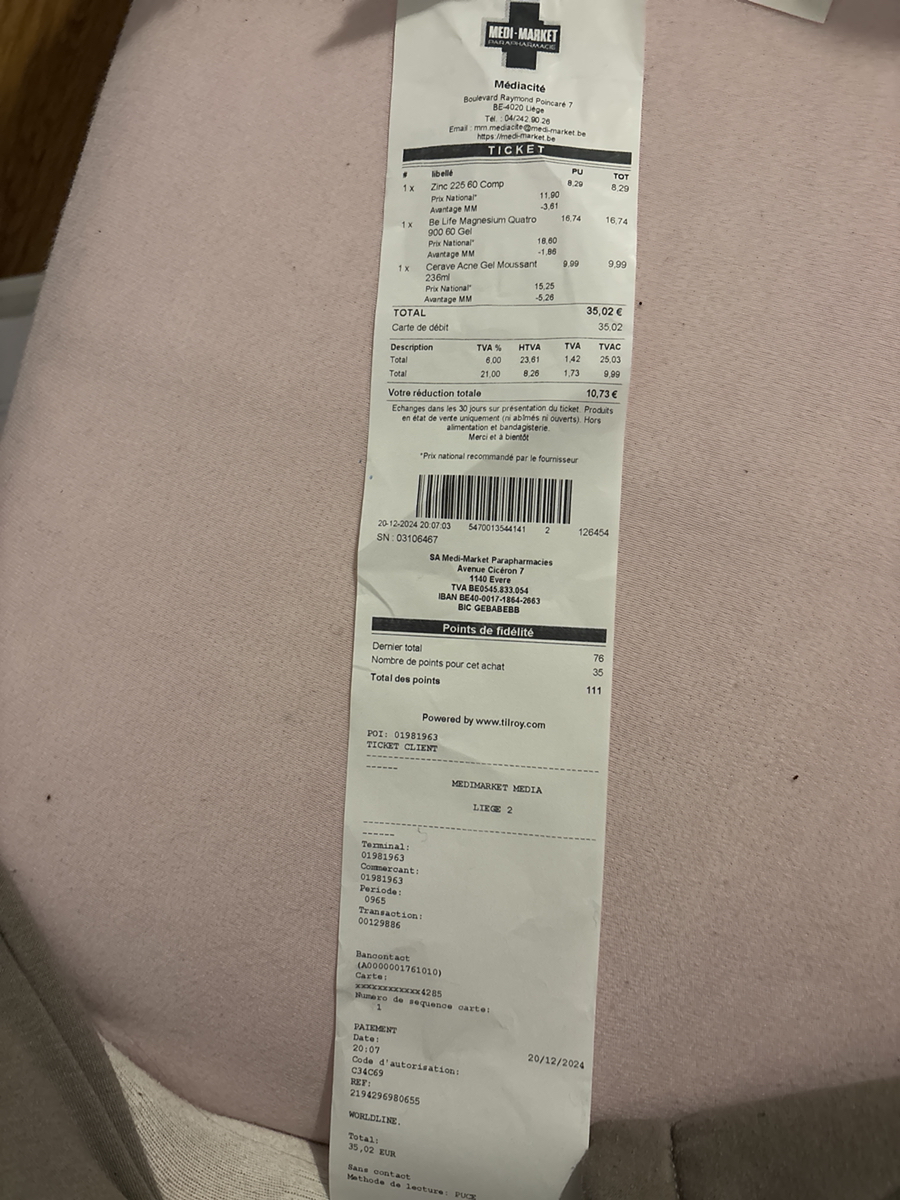 MEDI-MARKET
PARAPHARMACIE
Médiacité
Boulevard Raymond Poincaré 7
BE-4020 Liège
Tél. : 04/242.90.26
Email : mm.mediacite@medi-market.be
https://medi-market.be
TICKET
# libellé PU TOT
1 x Zinc 225 60 Comp 8,29 8,29
Prix National* 11,90
Avantage MM -3,61
1 x Be Life Magnesium Quatro 16,74 16,74
900 60 Gel
Prix National* 18,60
Avantage MM -1,86
1 x Cerave Acne Gel Moussant 9,99 9,99
236ml
Prix National* 15,25
Avantage MM -5,26
TOTAL 35,02 €
Carte de débit 35,02
Description TVA % HTVA TVA TVAC
Total 6,00 23,61 1,42 25,03
Total 21,00 8,26 1,73 9,99
Votre réduction totale 10,73 €
Echanges dans les 30 jours sur présentation du ticket. Produits
en état de vente uniquement (ni abîmés ni ouverts). Hors
alimentation et bandagisterie.
Merci et à bientôt
*Prix national recommandé par le fournisseur
20-12-2024 20:07:03 5470013544141 2 126454
SN : 03106467
SA Medi-Market Parapharmacies
Avenue Cicéron 7
1140 Evere
TVA BE0545.833.054
IBAN BE40-0017-1864-2663
BIC GEBABEBB
Points de fidélité
Dernier total 76
Nombre de points pour cet achat 35
Total des points 111
Powered by www.tilroy.com
POI: 01981963
TICKET CLIENT
MEDIMARKET MEDIA
LIEGE 2
Terminal:
01981963
Commercant:
01981963
Periode:
0965
Transaction:
00129886
Bancontact
(A0000001761010)
Carte:
xxxxxxxxxxxx4285
Numero de sequence carte:
1
PAIEMENT
Date: 20/12/2024
20:07
Code d'autorisation:
C34C69
REF:
2194296980655
WORLDLINE.
Total:
35,02 EUR
Sans contact
Methode de lecture: PUCE